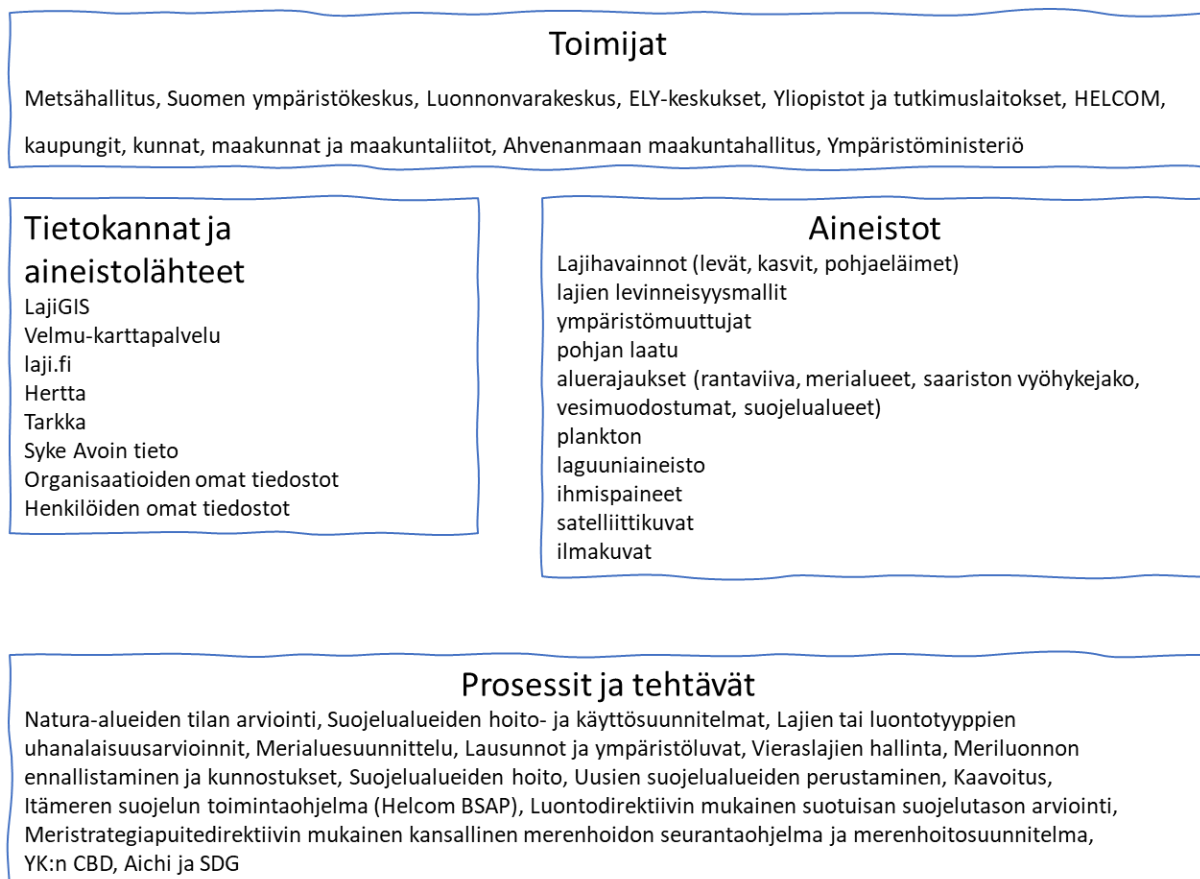 Toimijat
Metsähallitus, Suomen ympäristökeskus, Luonnonvarakeskus, ELY-keskukset, Yliopistot ja tutkimuslaitokset, HELCOM,
kaupungit, kunnat, maakunnat ja maakuntaliitot, Ahvenanmaan maakuntahallitus, Ympäristöministeriö
Tietokannat ja
aineistolähteet
LajiGIS
Velmu-karttapalvelu
laji.fi
Hertta
Tarkka
Syke Avoin tieto
Organisaatioiden omat tiedostot
Henkilöiden omat tiedostot
Aineistot
Lajihavainnot (levät, kasvit, pohjaeläimet)
lajien levinneisyysmallit
ympäristömuuttujat
pohjan laatu
aluerajaukset (rantaviiva, merialueet, saariston vyöhykejako,
vesimuodostumat, suojelualueet)
plankton
laguuniaineisto
ihmispaineet
satelliittikuvat
ilmakuvat
Prosessit ja tehtävät
Natura-alueiden tilan arviointi, Suojelualueiden hoito- ja käyttösuunnitelmat, Lajien tai luontotyyppien
uhanalaisuusarvioinnit, Merialuesuunnittelu, Lausunnot ja ympäristöluvat, Vieraslajien hallinta, Meriluonnon
ennallistaminen ja kunnostukset, Suojelualueiden hoito, Uusien suojelualueiden perustaminen, Kaavoitus,
Itämeren suojelun toimintaohjelma (Helcom BSAP), Luontodirektiivin mukainen suotuisan suojelutason arviointi,
Meristrategiapuitedirektiivin mukainen kansallinen merenhoidon seurantaohjelma ja merenhoitosuunnitelma,
YK:n CBD, Aichi ja SDG